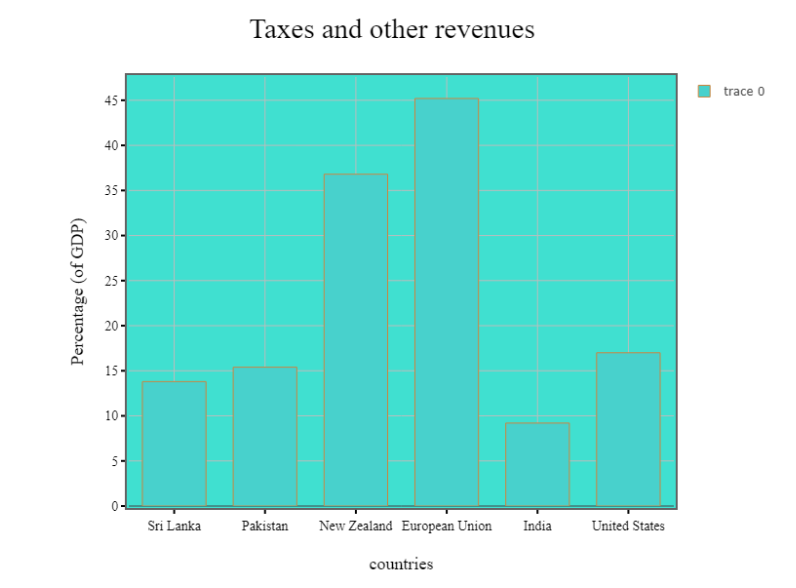 Taxes and other revenues
trace 0
Percentage (of GDP)
45
40
35
30
25
20
15
10
5
0
Sri Lanka Pakistan New Zealand European Union India United States
countries